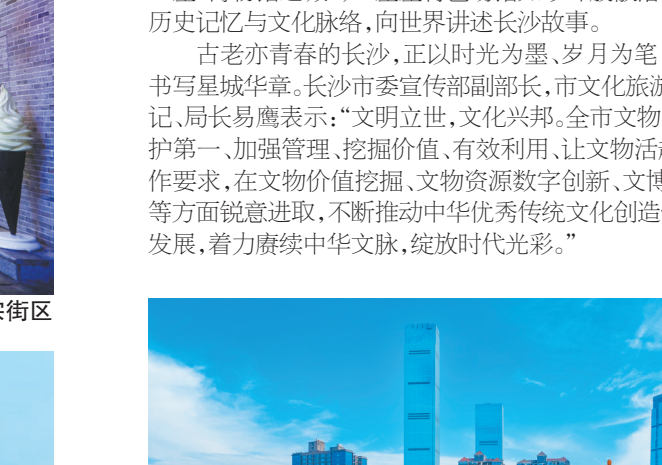 历史记忆与文化脉络,向世界讲述长沙故事。
古老亦青春的长沙,正以时光为墨、岁月为笔
书写星城华章。长沙市委宣传部副部长,市文化旅游
记、局长易鹰表示:“文明立世,文化兴邦。全市文物
护第一、加强管理、挖掘价值、有效利用、让文物活起
作要求,在文物价值挖掘、文物资源数字创新、文博
等方面锐意进取,不断推动中华优秀传统文化创造
发展,着力赓续中华文脉,绽放时代光彩。”
街区